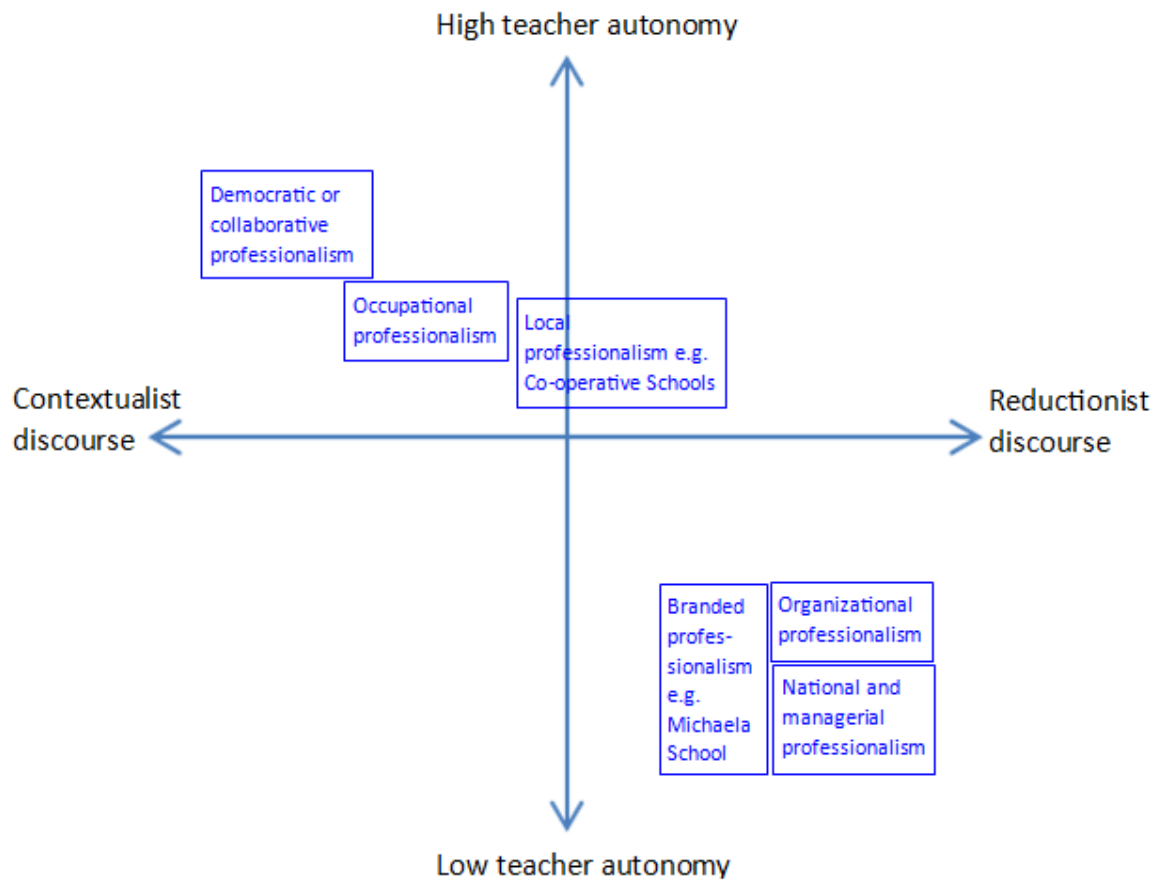 High teacher autonomy
Democratic or
collaborative
professionalism
Occupational
professionalism
Local
professionalism e.g.
Co-operative Schools
Contextualist
discourse
Reductionist
discourse
Branded
profes-
sionalism
e.g.
Michaela
School
Organizational
professionalism
National and
managerial
professionalism
Low teacher autonomy